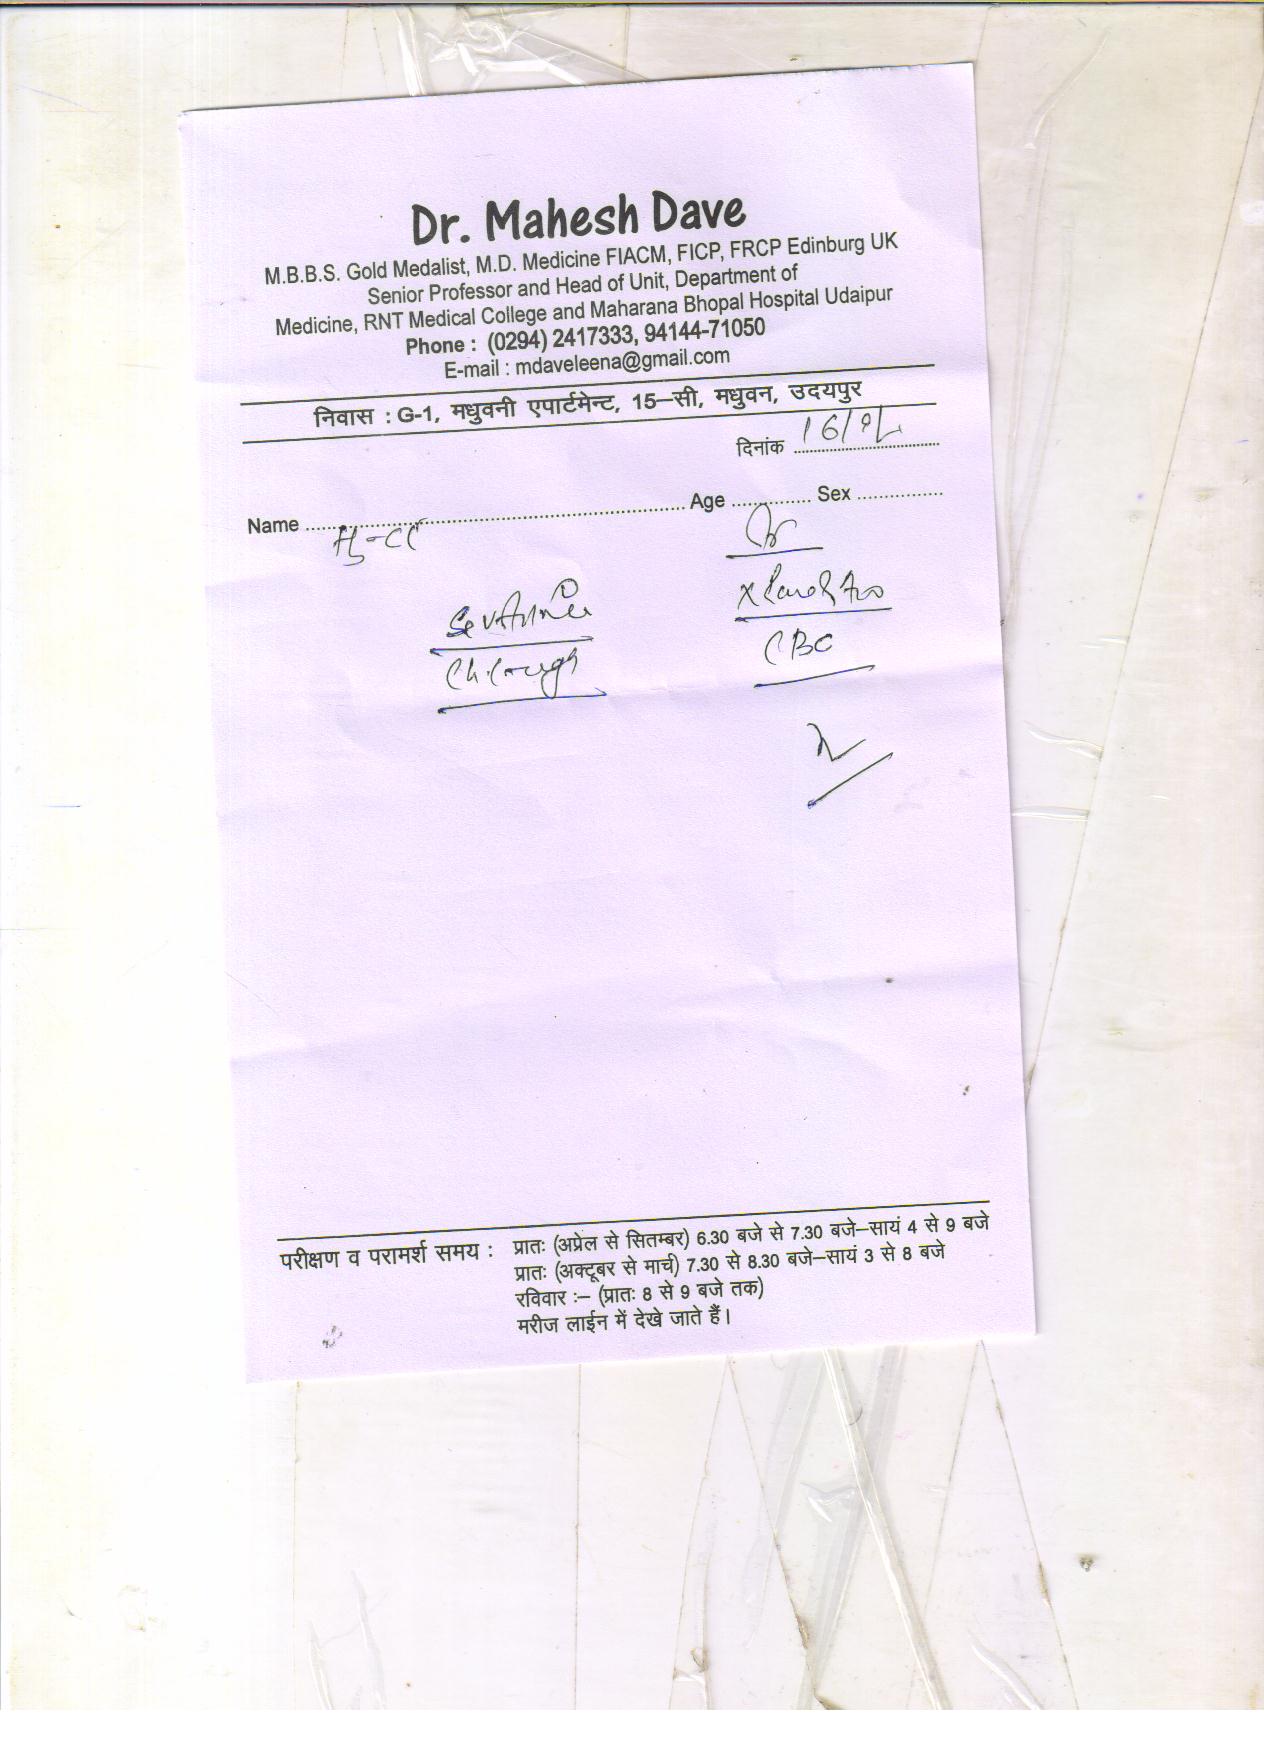 Dr. Mahesh Dave
M.B.B.S. Gold Medalist, M.D. Medicine FIACM, FICP, FRCP Edinburg UK
Senior Professor and Head of Unit, Department of
Medicine, RNT Medical College and Maharana Bhopal Hospital Udaipur
Phone : (0294) 2417333, 94144-71050
E-mail : mdaveleena@gmail.com
निवास : G-1, मधुवनी एपार्टमेन्ट, 15–सी, मधुवन, उदयपुर
दिनांक
Name ........ Age ........ Sex ........
CBC
परीक्षण व परामर्श समय : प्रातः (अप्रेल से सितम्बर) 6.30 बजे से 7.30 बजे–सायं 4 से 9 बजे
प्रातः (अक्टूबर से मार्च) 7.30 से 8.30 बजे–सायं 3 से 8 बजे
रविवार :– (प्रातः 8 से 9 बजे तक)
मरीज लाईन में देखे जाते हैं।